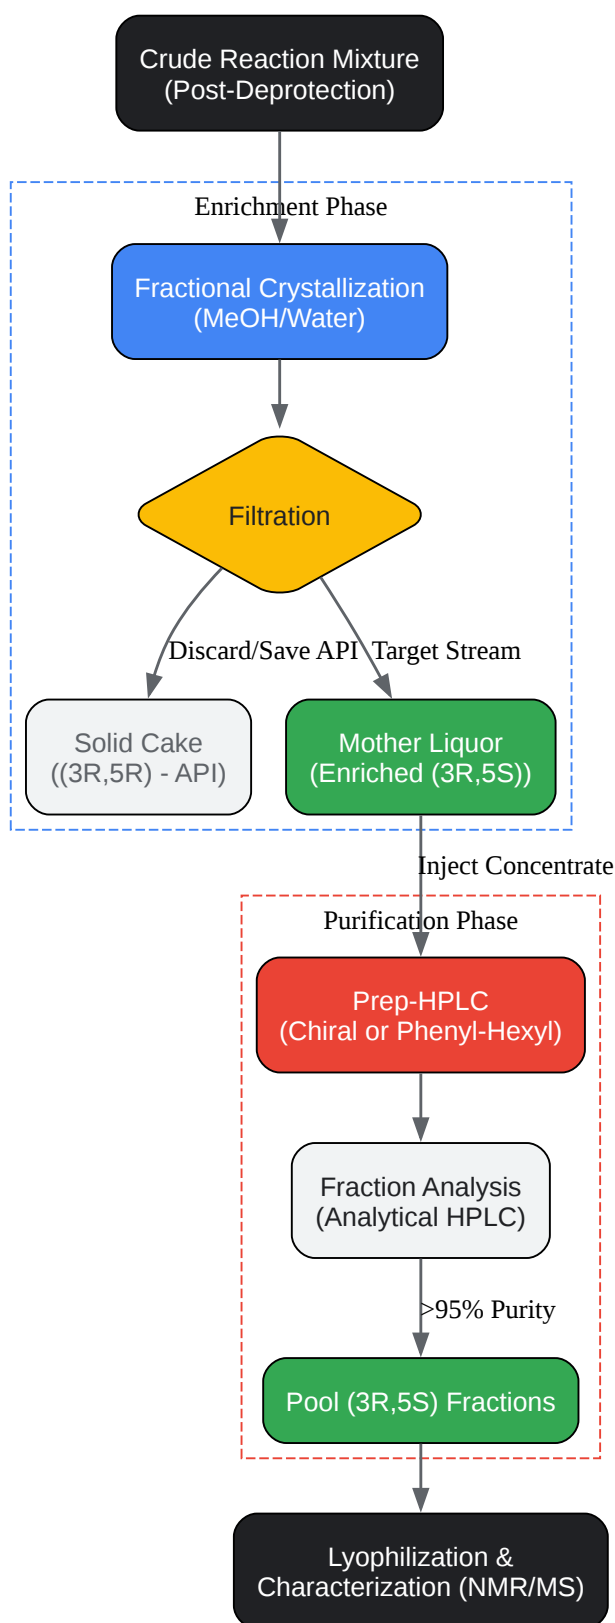 Crude Reaction Mixture
(Post-Deprotection)
Enrichment Phase
Fractional Crystallization
(MeOH/Water)
Filtration
Discard/Save API
Target Stream
Solid Cake
((3R,5R) - API)
Mother Liquor
(Enriched (3R,5S))
Inject Concentrate
Purification Phase
Prep-HPLC
(Chiral or Phenyl-Hexyl)
Fraction Analysis
(Analytical HPLC)
>95% Purity
Pool (3R,5S) Fractions
Lyophilization &
Characterization (NMR/MS)